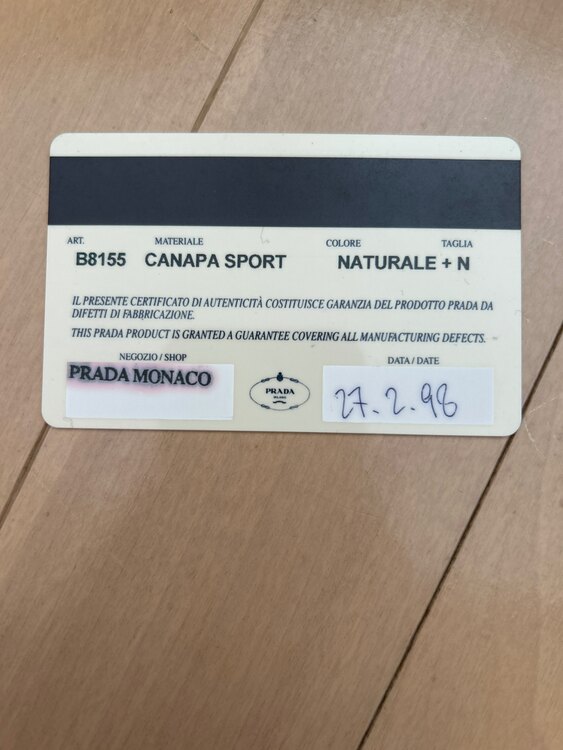 ART. MATERIALE COLORE TAGLIA
B8155 CANAPA SPORT NATURALE + N
IL PRESENTE CERTIFICATO DI AUTENTICITÀ COSTITUISCE GARANZIA DEL PRODOTTO PRADA DA
DIFETTI DI FABBRICAZIONE.
THIS PRADA PRODUCT IS GRANTED A GUARANTEE COVERING ALL MANUFACTURING DEFECTS.
NEGOZIO / SHOP DATA / DATE
PRADA MONACO
PRADA
MILANO
27.2.98